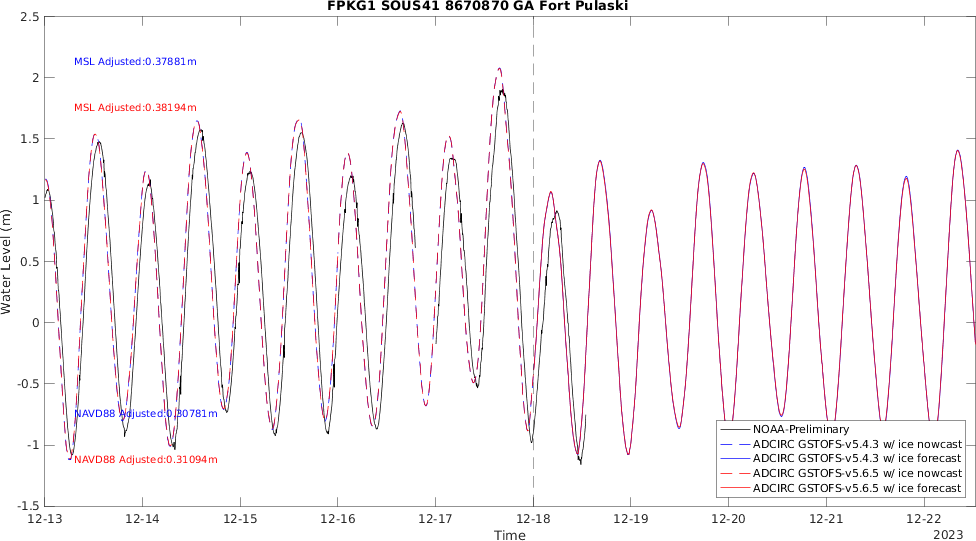 FPKG1 SOUS41 8670870 GA Fort Pulaski
2.5
2
1.5
1
0.5
0
-0.5
-1
-1.5
Water Level (m)
MSL Adjusted:0.37881m
MSL Adjusted:0.38194m
NAVD88 Adjusted:0.30781m
NAVD88 Adjusted:0.31094m
NOAA-Preliminary
ADCIRC GSTOFS-v5.4.3 w/ ice nowcast
ADCIRC GSTOFS-v5.4.3 w/ ice forecast
ADCIRC GSTOFS-v5.6.5 w/ ice nowcast
ADCIRC GSTOFS-v5.6.5 w/ ice forecast
12-13 12-14 12-15 12-16 12-17 12-18 12-19 12-20 12-21 12-22
Time
2023